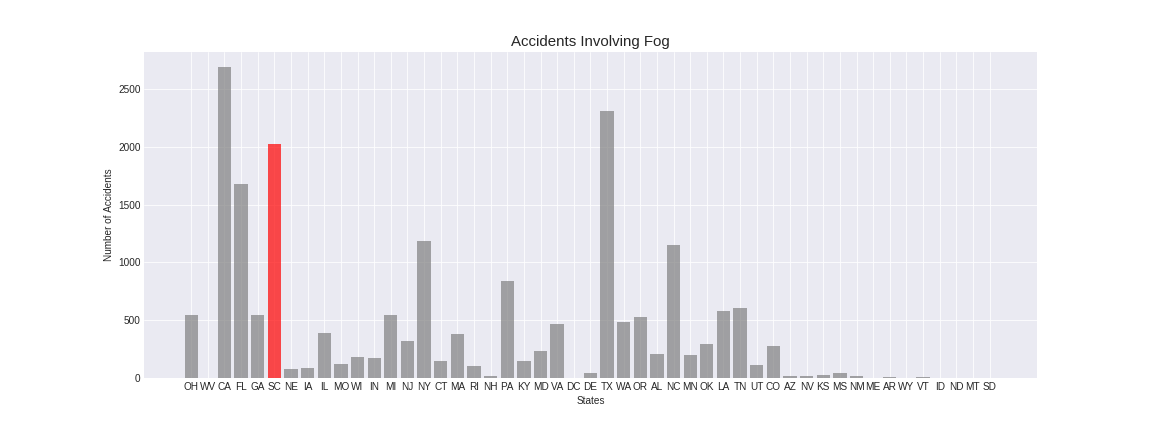 Accidents Involving Fog
2500
2000
1500
1000
500
0
Number of Accidents
OH WV CA FL GA SC NE IA IL MO WI IN MI NJ NY CT MA RI NH PA KY MD VA DC DE TX WA OR AL NC MN OK LA TN UT CO AZ NV KS MS NM ME AR WY VT ID ND MT SD
States